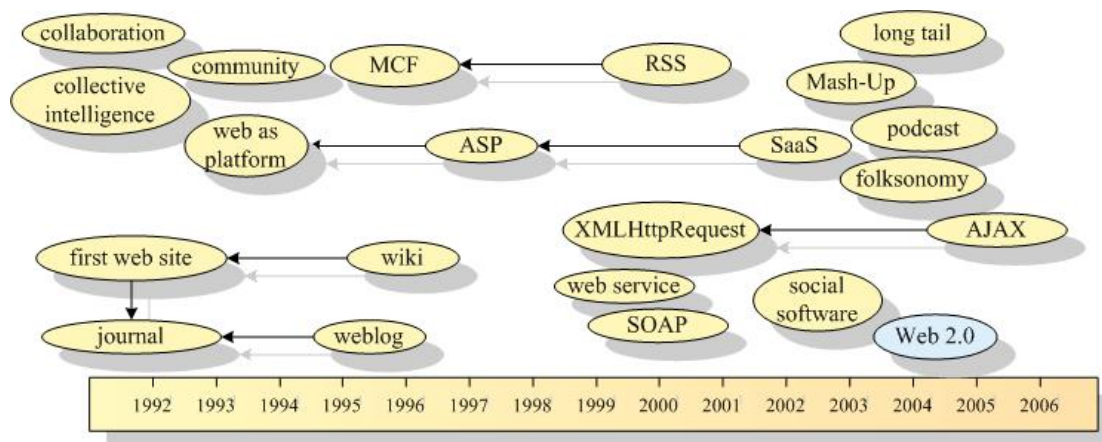 collaboration
long tail
community
MCF
RSS
Mash-Up
collective
intelligence
web as
platform
ASP
SaaS
podcast
folksonomy
XMLHttpRequest
AJAX
first web site
wiki
web service
social
software
SOAP
journal
weblog
Web 2.0
1992 1993 1994 1995 1996 1997 1998 1999 2000 2001 2002 2003 2004 2005 2006